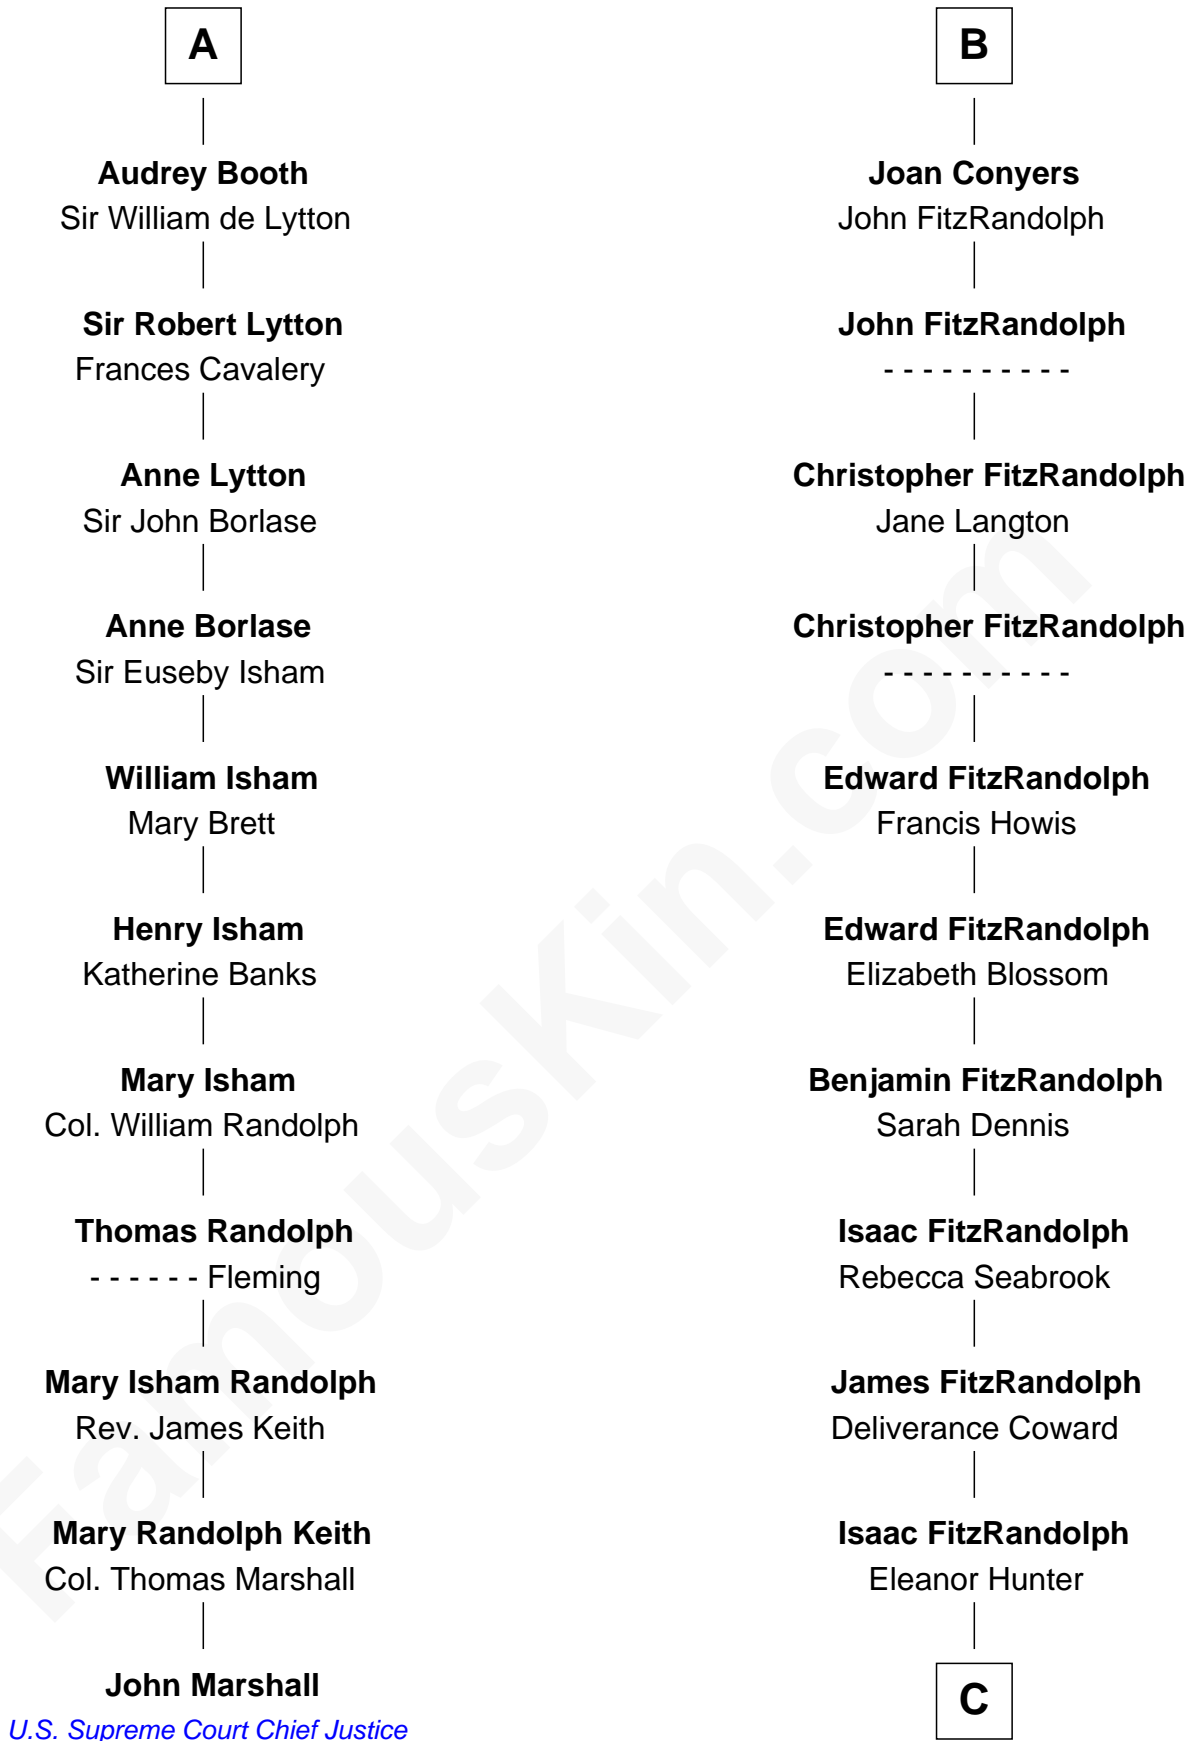 A
Audrey Booth
Sir William de Lytton
Sir Robert Lytton
Frances Cavalery
Anne Lytton
Sir John Borlase
Anne Borlase
Sir Euseby Isham
William Isham
Mary Brett
Henry Isham
Katherine Banks
Mary Isham
Col. William Randolph
Thomas Randolph
- - - - - - Fleming
Mary Isham Randolph
Rev. James Keith
Mary Randolph Keith
Col. Thomas Marshall
John Marshall
U.S. Supreme Court Chief Justice
B
Joan Conyers
John FitzRandolph
John FitzRandolph
- - - - - - - - - -
Christopher FitzRandolph
Jane Langton
Christopher FitzRandolph
- - - - - - - - - -
Edward FitzRandolph
Francis Howis
Edward FitzRandolph
Elizabeth Blossom
Benjamin FitzRandolph
Sarah Dennis
Isaac FitzRandolph
Rebecca Seabrook
James FitzRandolph
Deliverance Coward
Isaac FitzRandolph
Eleanor Hunter
C
FamousKin.com